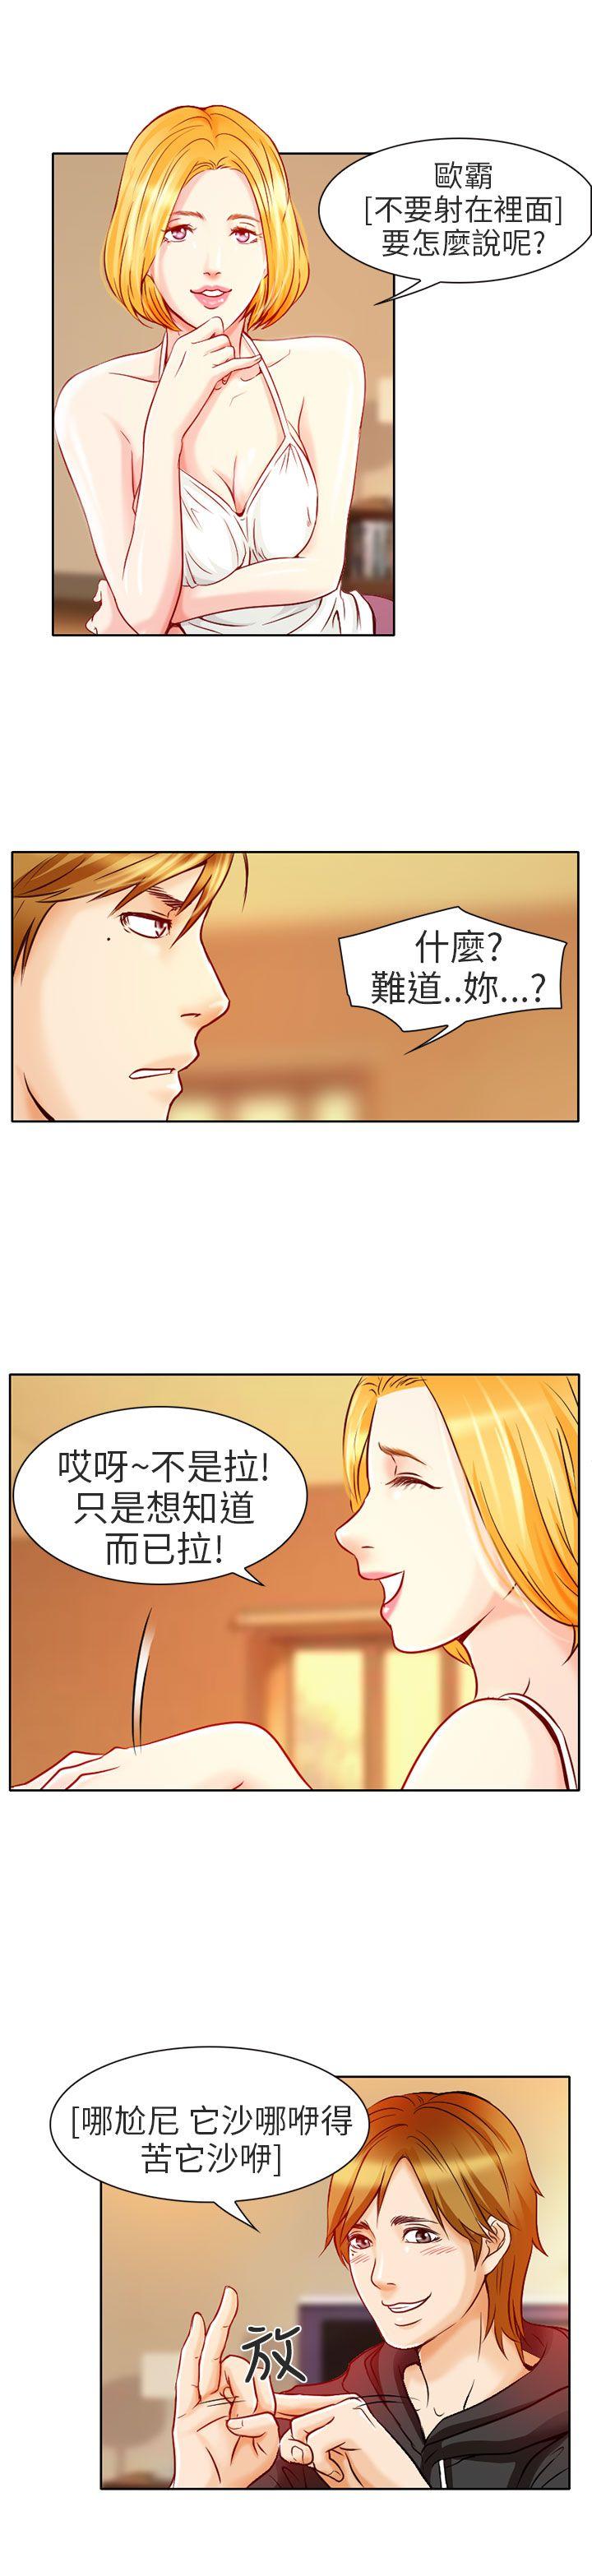 歐霸
[不要射在裡面]
要怎麼說呢?
什麼?
難道..妳...?
哎呀~不是拉!
只是想知道
而已拉!
[哪尬尼 它沙哪咿得
苦它沙咿]
放